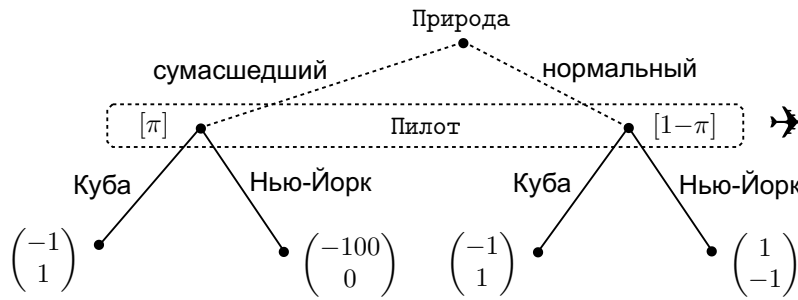 Природа
сумасшедший нормальный
[π] Пилот [1−π]
Куба Нью-Йорк Куба Нью-Йорк
(−1 1) (−100 0) (−1 1) (1 −1)